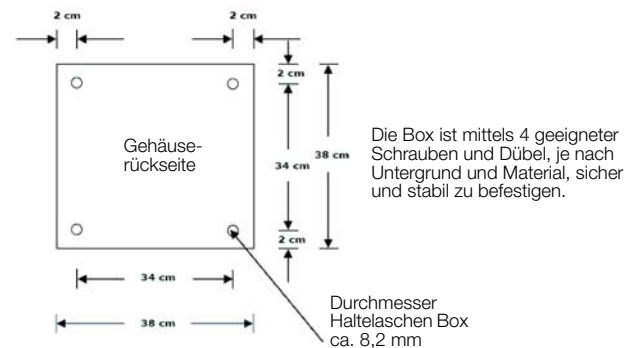 2 cm
2 cm
2 cm
Gehäuse-
rückseite
34 cm
38 cm
Die Box ist mittels 4 geeigneter
Schrauben und Dübel, je nach
Untergrund und Material, sicher
und stabil zu befestigen.
2 cm
34 cm
38 cm
Durchmesser
Haltelaschen Box
ca. 8,2 mm